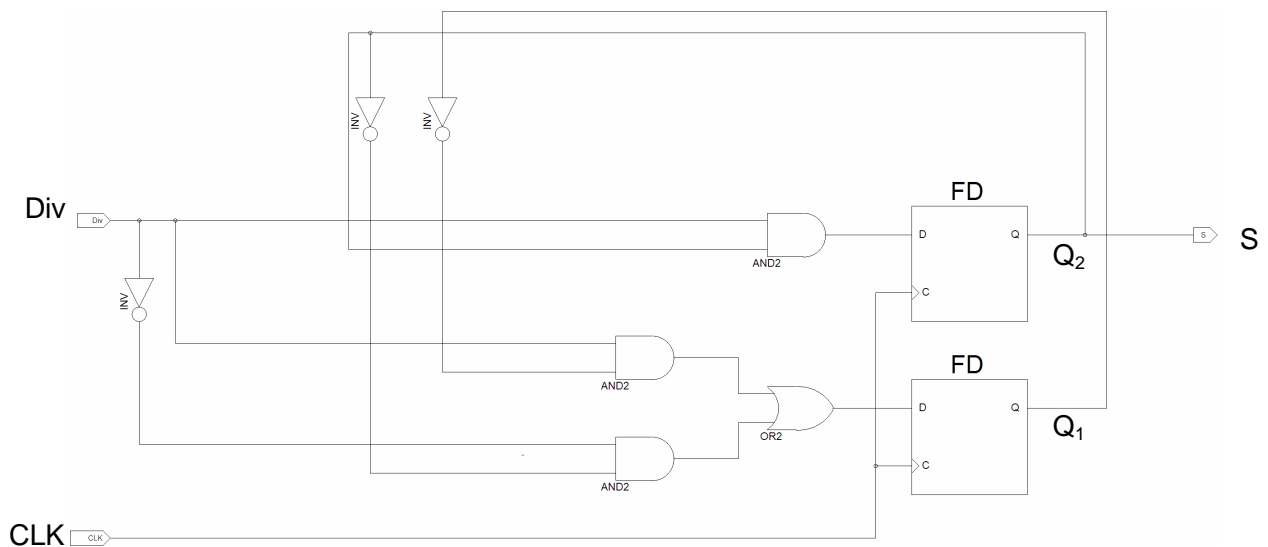 INV
INV
FD
Div
Div
D
Q
S
S
AND2
Q₂
INV
C
AND2
FD
D
Q
OR2
Q₁
C
AND2
CLK
CLK